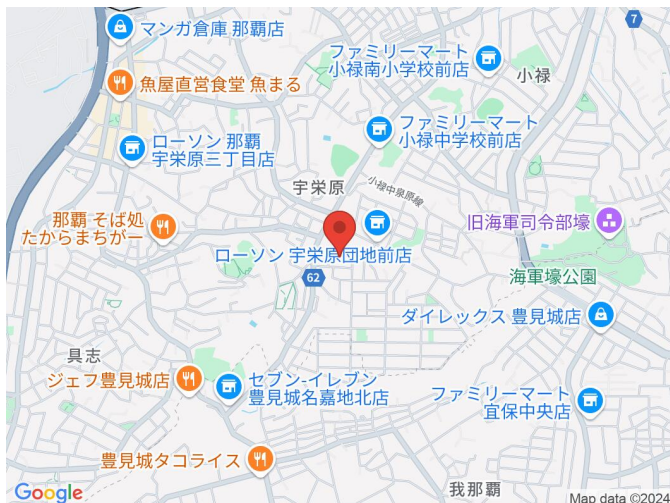 マンガ倉庫 那覇店
7
ファミリーマート
小禄南小学校前店
小禄
魚屋直営食堂 魚まる
ファミリーマート
小禄中学校前店
ローソン 那覇
宇栄原三丁目店
宇栄原
小禄中泉原線
那覇 そば処
たからまちがー
旧海軍司令部壕
ローソン 宇栄原団地前店
海軍壕公園
62
ダイレックス 豊見城店
具志
ジェフ豊見城店
セブン-イレブン
豊見城名嘉地北店
ファミリーマート
宜保中央店
豊見城タコライス
我那覇
Google
Map data ©2024